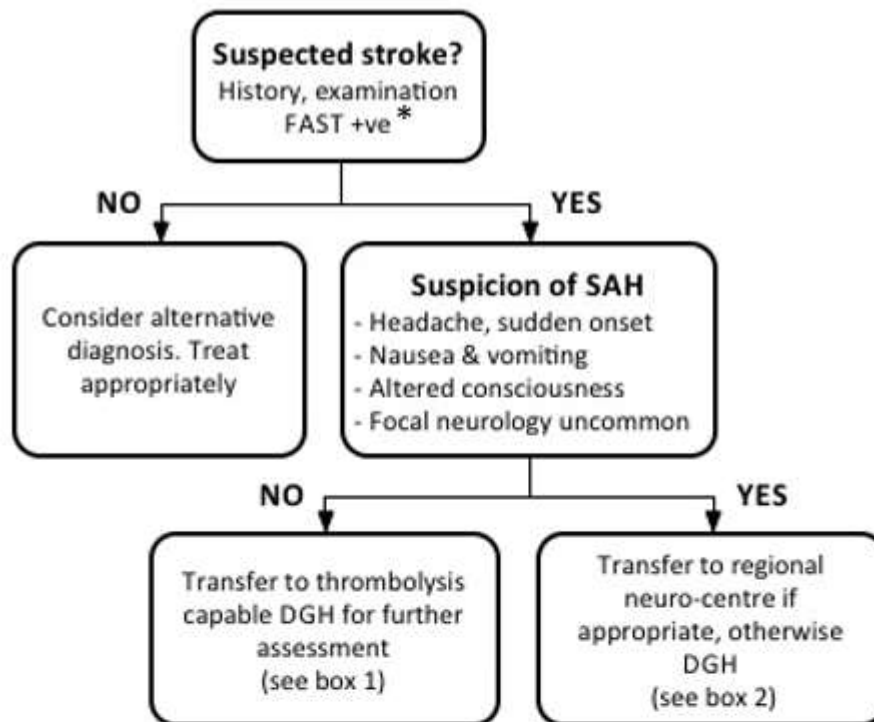 Suspected stroke?
History, examination
FAST +ve *
NO
YES
Consider alternative
diagnosis. Treat
appropriately
Suspicion of SAH
- Headache, sudden onset
- Nausea & vomiting
- Altered consciousness
- Focal neurology uncommon
NO
YES
Transfer to thrombolysis
capable DGH for further
assessment
(see box 1)
Transfer to regional
neuro-centre if
appropriate, otherwise
DGH
(see box 2)